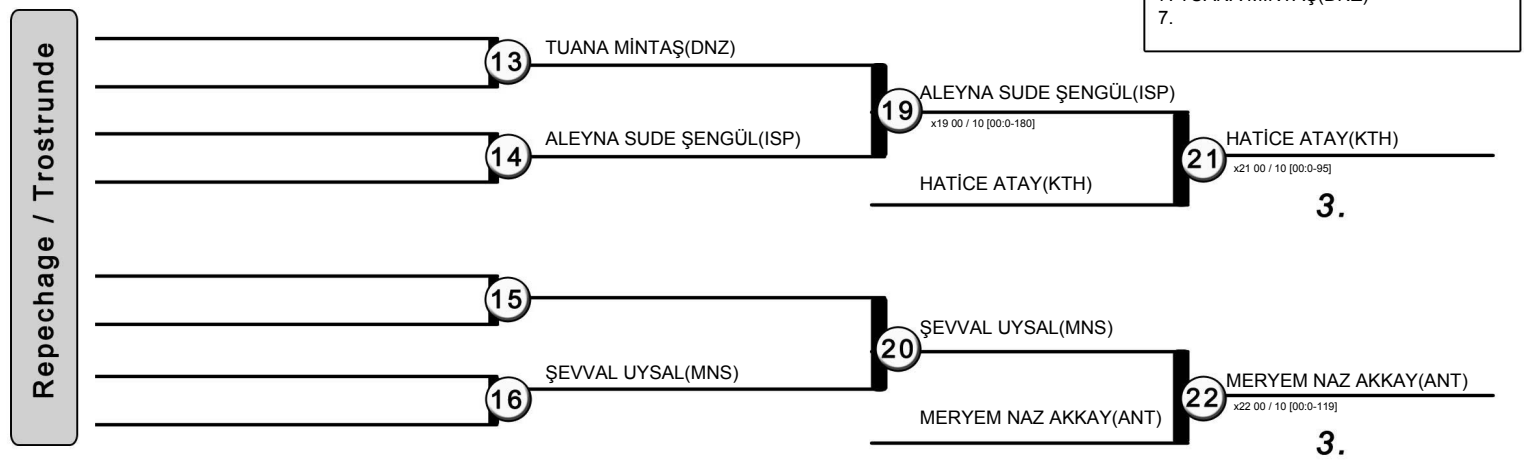 7.
Repechage / Trostrunde
13
TUANA MİNTAŞ(DNZ)
14
ALEYNA SUDE ŞENGÜL(ISP)
19
ALEYNA SUDE ŞENGÜL(ISP)
x19 00 / 10 [00:0-180]
HATİCE ATAY(KTH)
21
HATİCE ATAY(KTH)
x21 00 / 10 [00:0-95]
3.
15
16
ŞEVVAL UYSAL(MNS)
20
ŞEVVAL UYSAL(MNS)
MERYEM NAZ AKKAY(ANT)
22
MERYEM NAZ AKKAY(ANT)
x22 00 / 10 [00:0-119]
3.